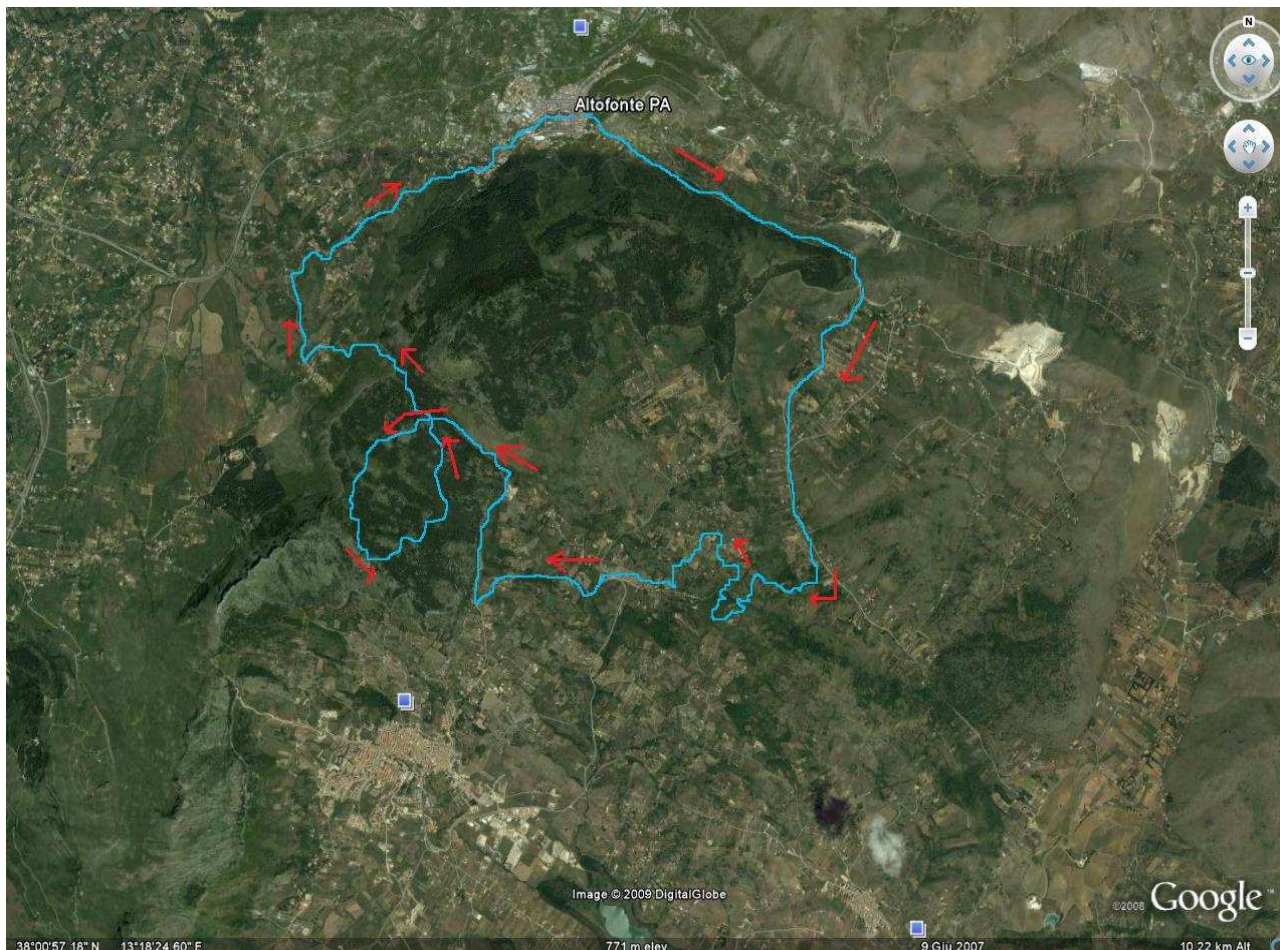 N
Altofonte PA
Image © 2009 DigitalGlobe
©2008 Google™
38°00'57.18" N 13°18'24.60" E 771 m elev 9 Giu 2007 10.22 km Alt